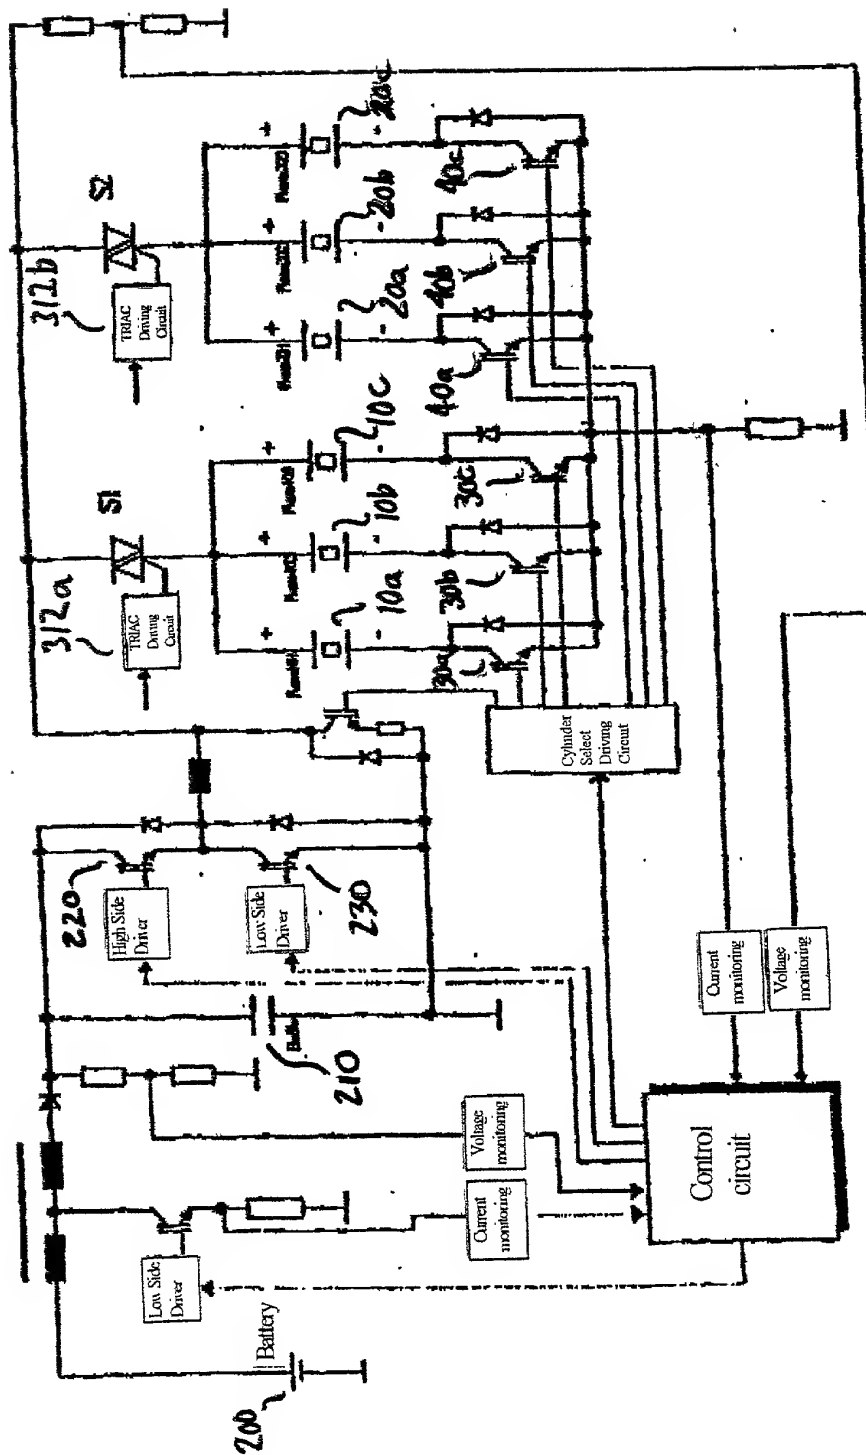 S2
312b
TRIAC
Driving
Circuit
+
+
+
20a
20b
20c
40a
40b
40c
S1
312a
TRIAC
Driving
Circuit
+
+
+
10a
10b
10c
30a
30b
30c
Cylinder
Select
Driving
Circuit
220
High Side
Driver
Low Side
Driver
230
210
Voltage
monitoring
Current
monitoring
Low Side
Driver
Battery
200
Current
monitoring
Voltage
monitoring
Control
circuit